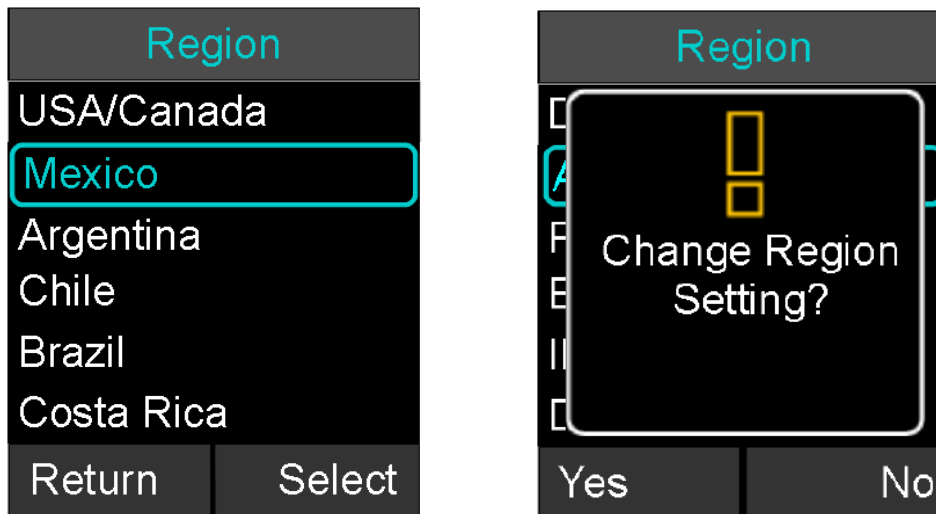 Region
USA/Canada
Mexico
Argentina
Chile
Brazil
Costa Rica
Return Select
Region
Change Region
Setting?
Yes No